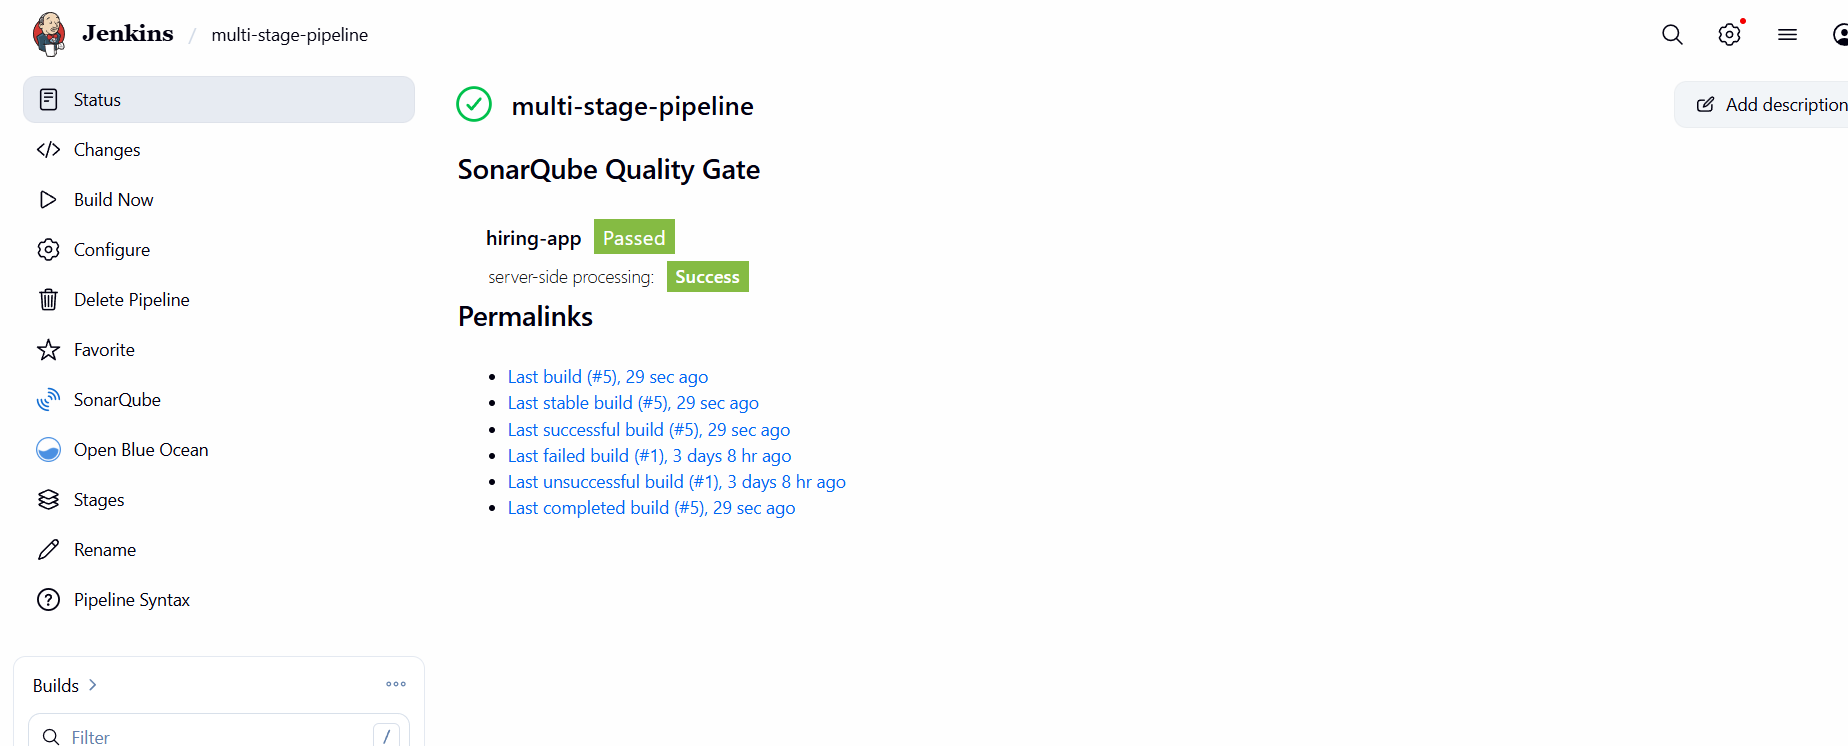 Jenkins / multi-stage-pipeline
Status
Changes
Build Now
Configure
Delete Pipeline
Favorite
SonarQube
Open Blue Ocean
Stages
Rename
Pipeline Syntax
Builds
Filter /
multi-stage-pipeline
Add description
SonarQube Quality Gate
hiring-app Passed
server-side processing: Success
Permalinks
Last build (#5), 29 sec ago
Last stable build (#5), 29 sec ago
Last successful build (#5), 29 sec ago
Last failed build (#1), 3 days 8 hr ago
Last unsuccessful build (#1), 3 days 8 hr ago
Last completed build (#5), 29 sec ago